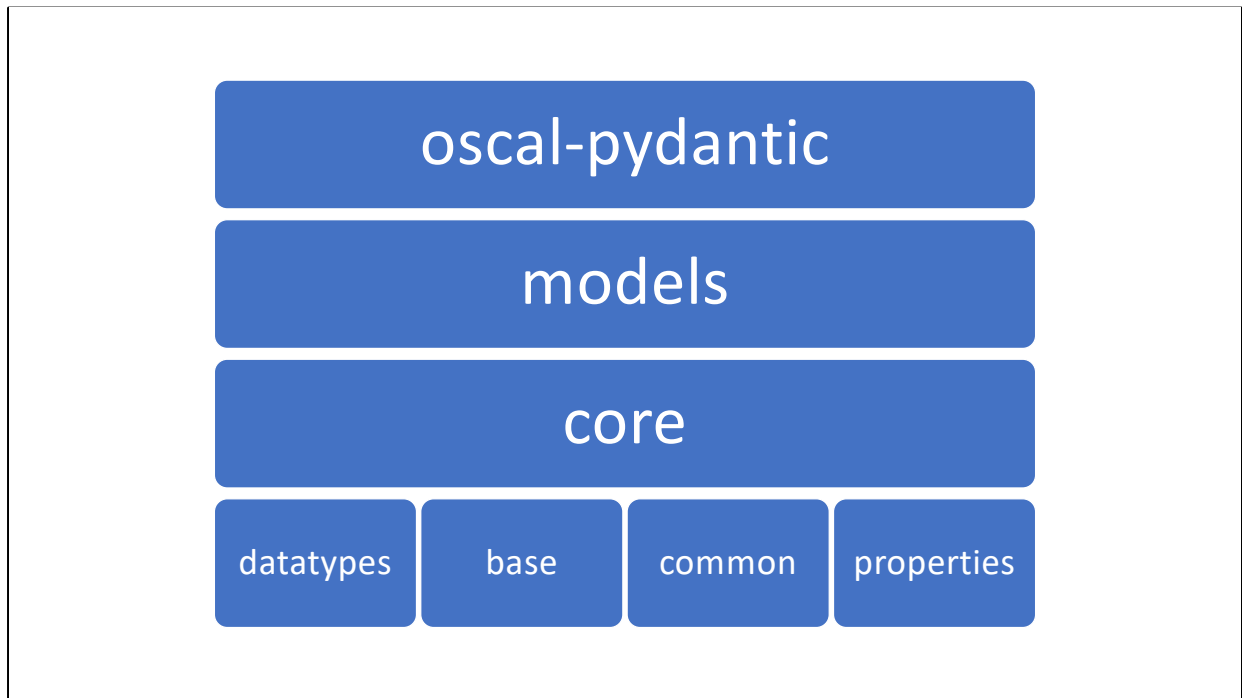 oscal-pydantic
models
core
datatypes base common properties